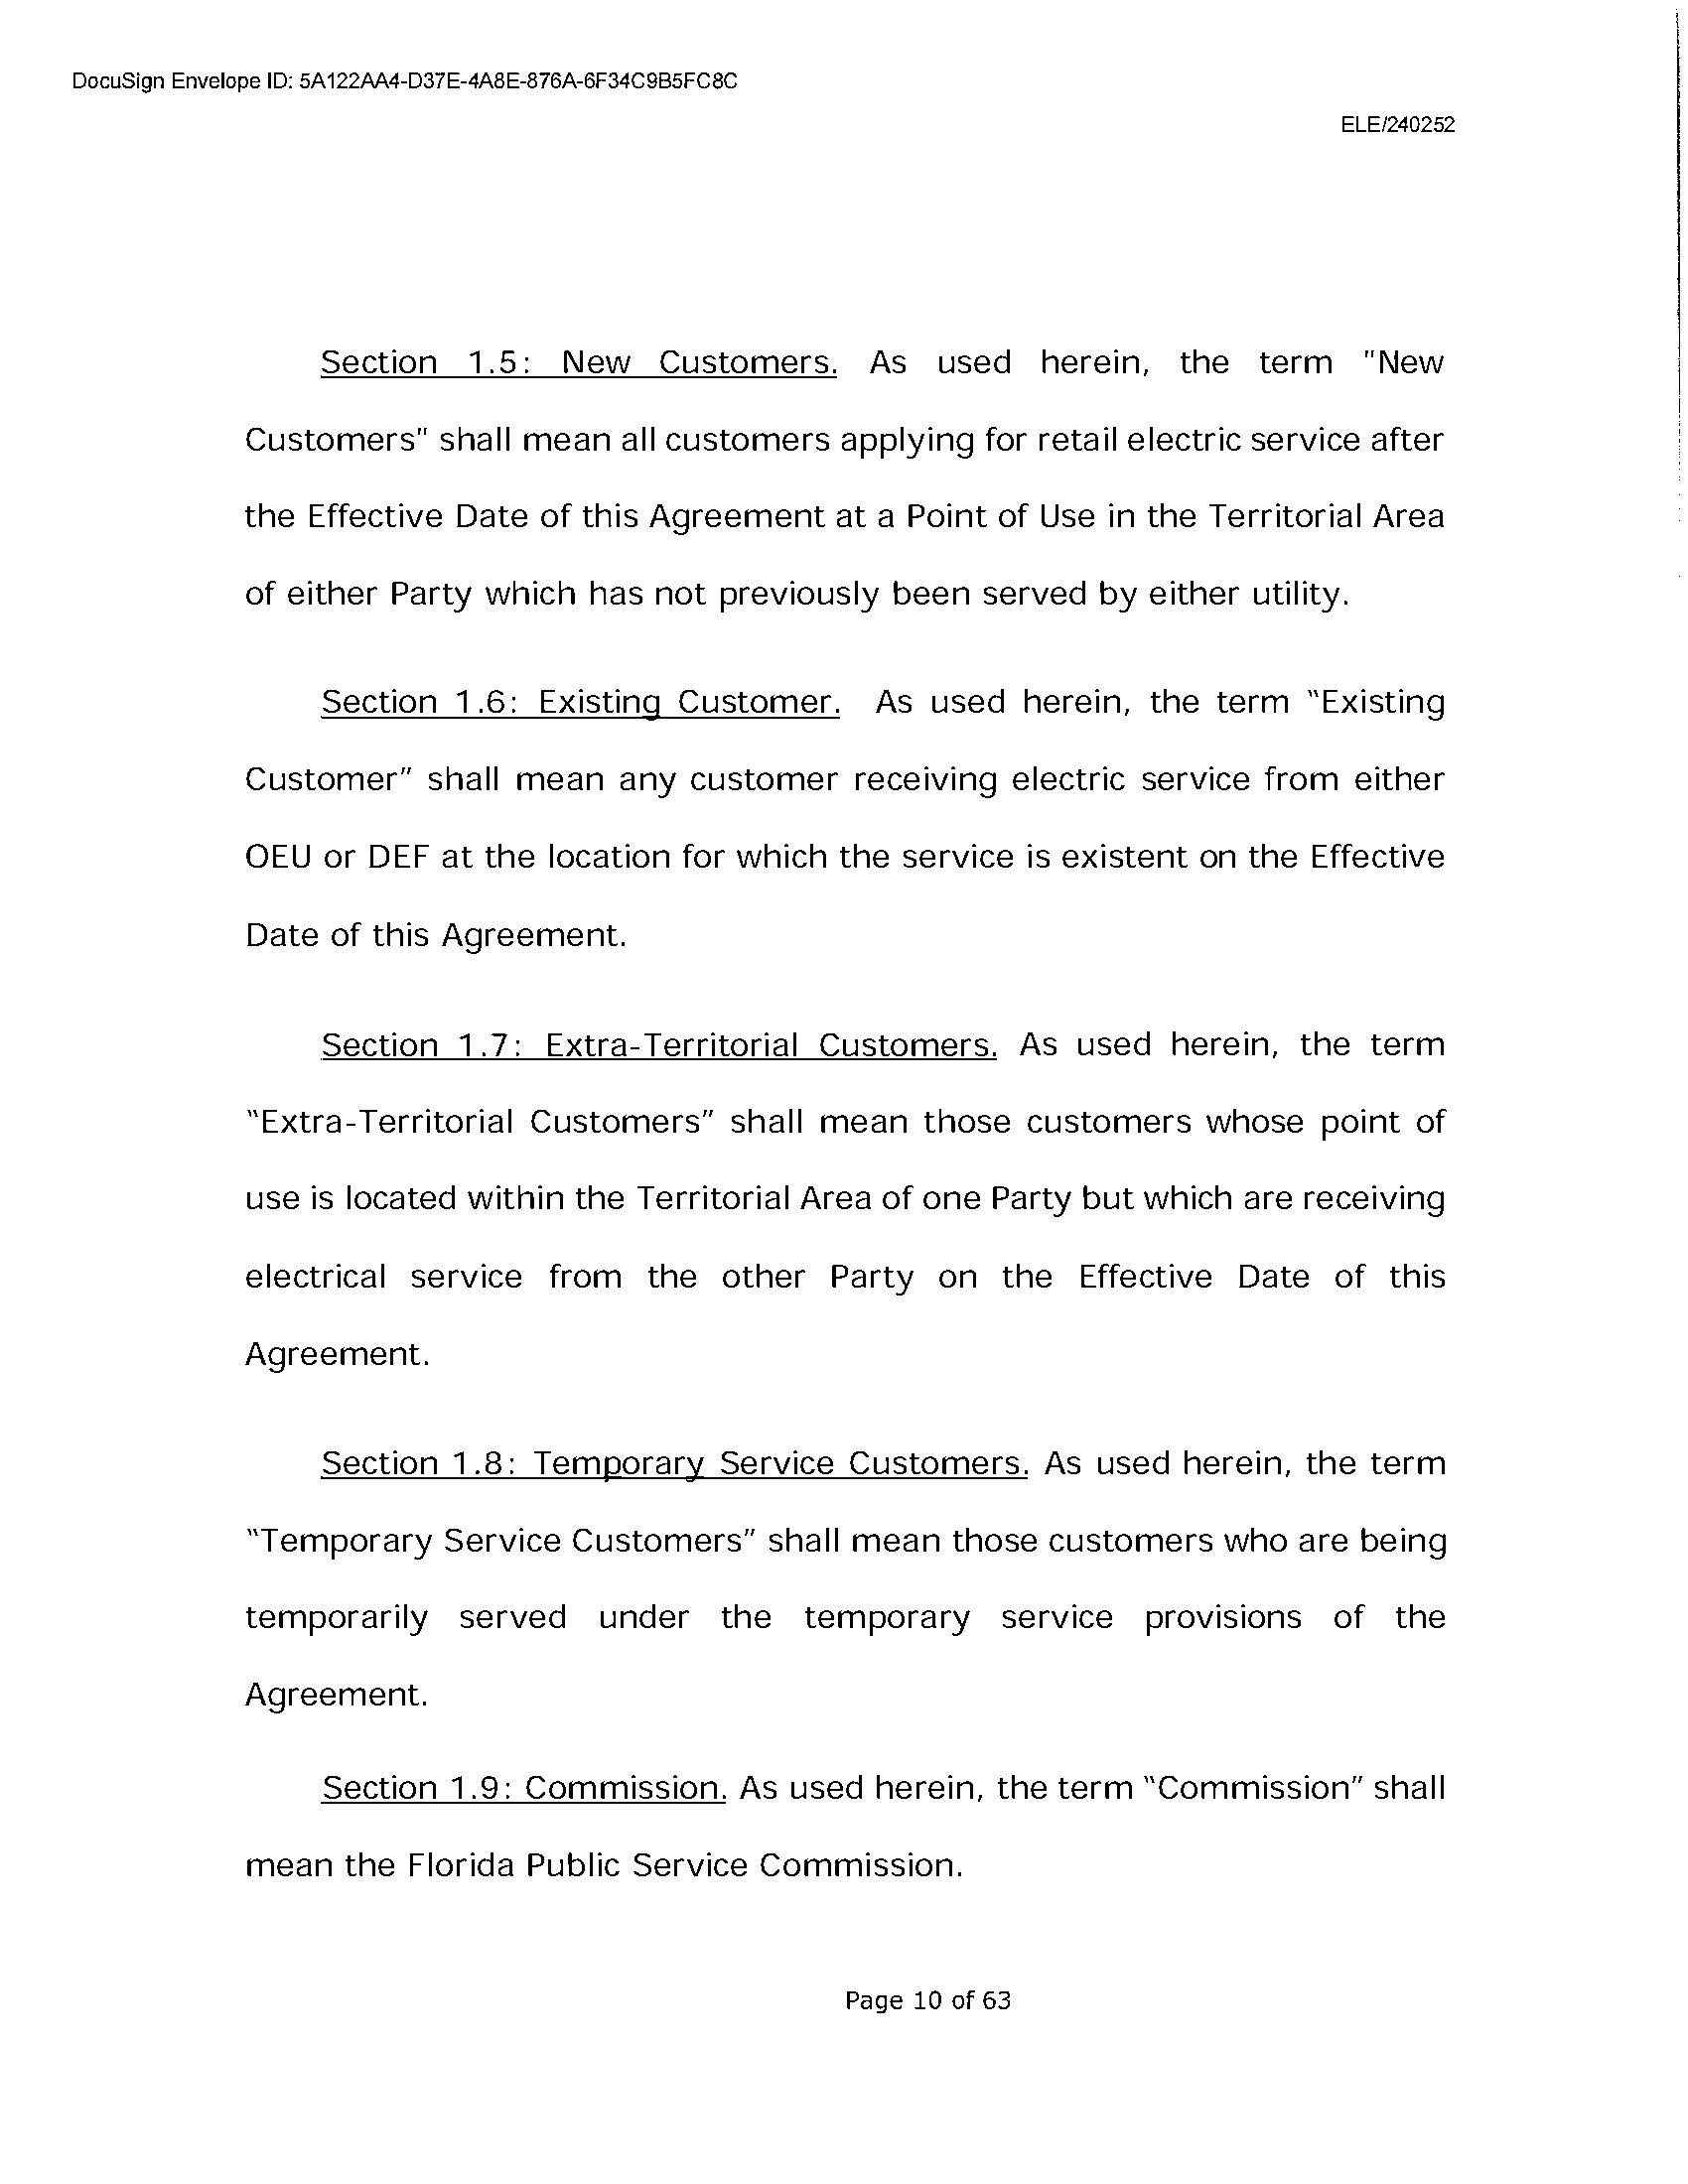 DocuSign Envelope ID: 5A122AA4-D37E-4A8E-876A-6F34C9B5FC8C
ELE/240252
Section 1.5: New Customers. As used herein, the term "New
Customers" shall mean all customers applying for retail electric service after
the Effective Date of this Agreement at a Point of Use in the Territorial Area
of either Party which has not previously been served by either utility.
Section 1.6: Existing Customer. As used herein, the term “Existing
Customer” shall mean any customer receiving electric service from either
OEU or DEF at the location for which the service is existent on the Effective
Date of this Agreement.
Section 1.7: Extra-Territorial Customers. As used herein, the term
“Extra-Territorial Customers” shall mean those customers whose point of
use is located within the Territorial Area of one Party but which are receiving
electrical service from the other Party on the Effective Date of this
Agreement.
Section 1.8: Temporary Service Customers. As used herein, the term
“Temporary Service Customers” shall mean those customers who are being
temporarily served under the temporary service provisions of the
Agreement.
Section 1.9: Commission. As used herein, the term “Commission” shall
mean the Florida Public Service Commission.
Page 10 of 63